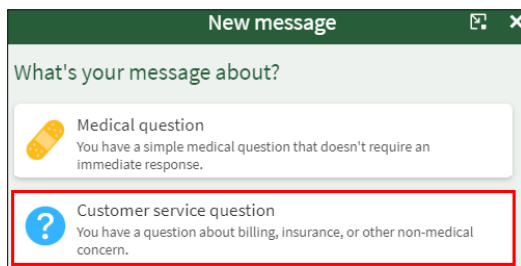 New message
What's your message about?
Medical question
You have a simple medical question that doesn't require an
immediate response.
?
Customer service question
You have a question about billing, insurance, or other non-medical
concern.